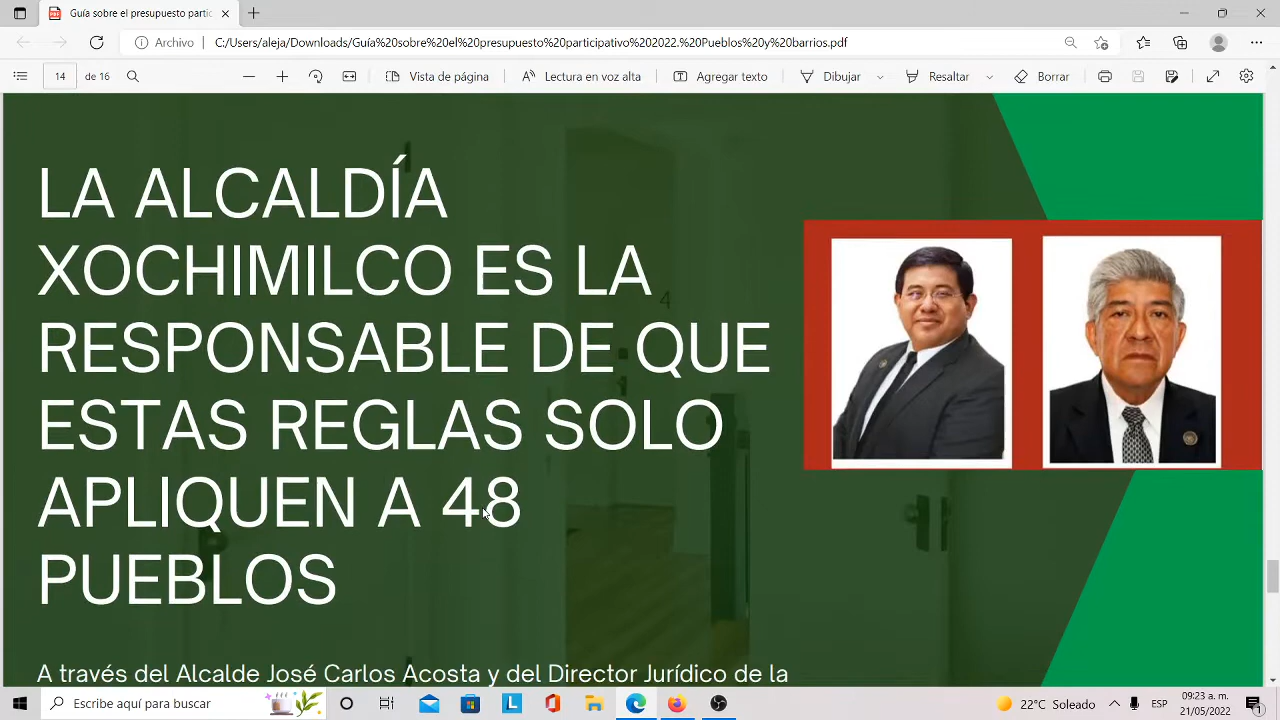 Guía sobre el presupuesto partic
Archivo
C:/Users/aleja/Downloads/Guía%20sobre%20el%20presupuesto%20participativo%202022.%20Pueblos%20y%20barrios.pdf
14
de 16
Vista de página
Lectura en voz alta
Agregar texto
Dibujar
Resaltar
Borrar
LA ALCALDÍA
XOCHIMILCO ES LA
RESPONSABLE DE QUE
ESTAS REGLAS SOLO
APLIQUEN A 48
PUEBLOS
A través del Alcalde José Carlos Acosta y del Director Jurídico de la
Escribe aquí para buscar
22°C Soleado
ESP
09:23 a. m.
21/05/2022